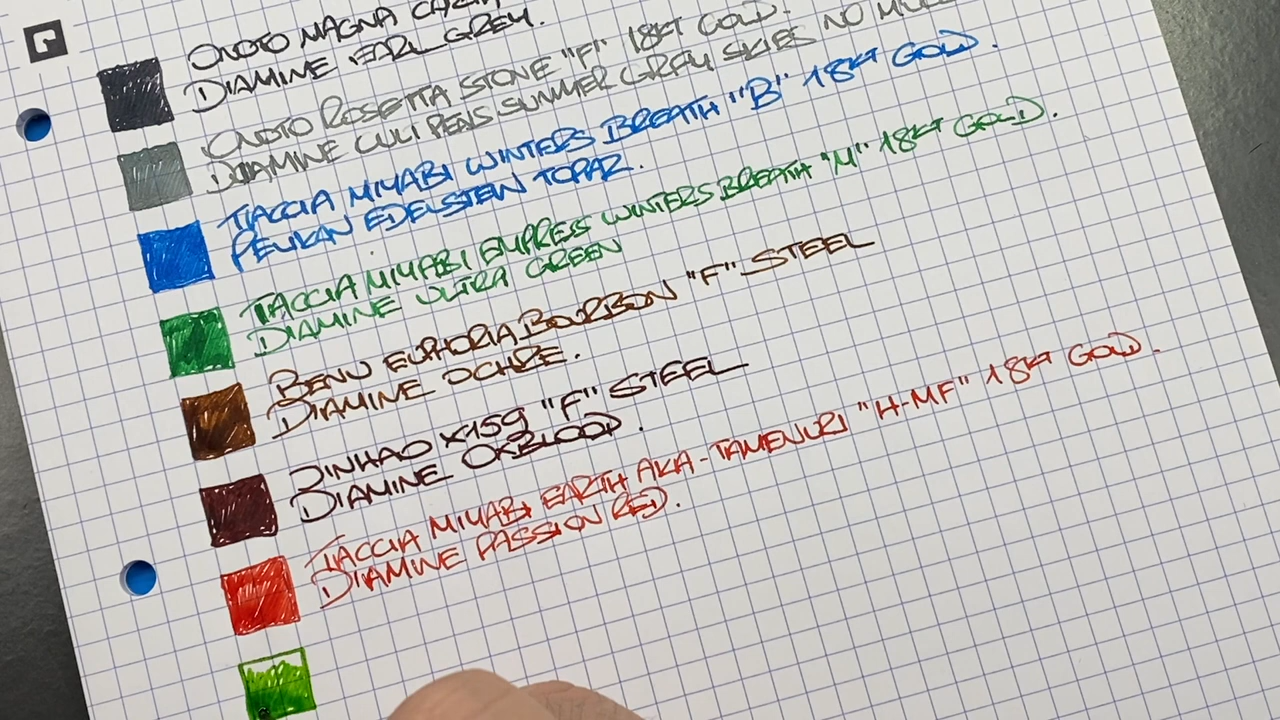 ONOTO MAGNA
DIAMINE EARL GREY.
ONOTO ROSETTA STONE "F" 18KT GOLD.
DIAMINE CULT PENS SUMMER GREY SKIES NO
TACCIA MIYABI WINTERS BREATH "B" 18KT GOLD.
PELIKAN EDELSTEIN TOPAZ.
TACCIA MIYABI EMPRESS WINTERS BREATH "M" 18KT GOLD.
DIAMINE ULTRA GREEN
BENU EUPHORIA BOURBON "F" STEEL
DIAMINE OCHRE.
JINHAO X159 "F" STEEL
DIAMINE OXBLOOD.
TACCIA MIYABI EARTH AKA-TAMENURI "H-MF" 18KT GOLD.
DIAMINE PASSION RED.